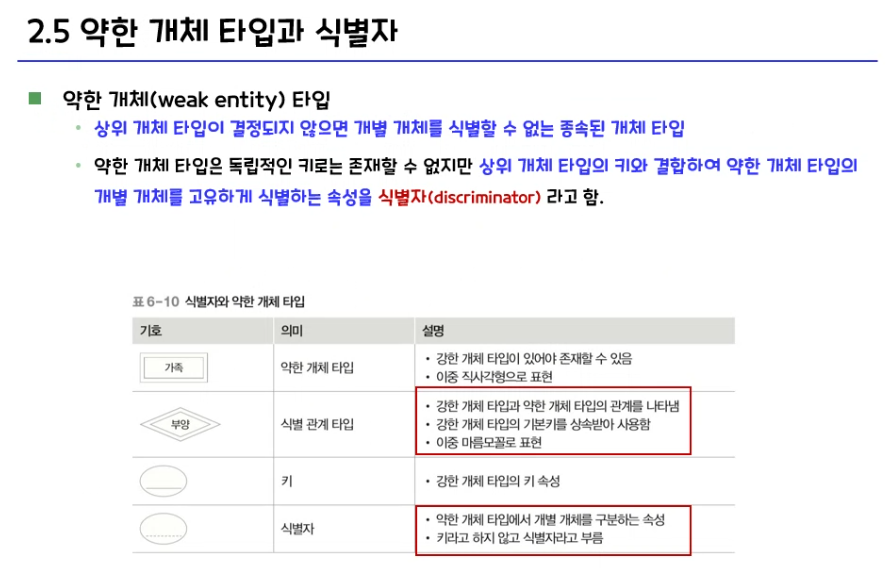 2.5 약한 개체 타입과 식별자
약한 개체(weak entity) 타입
• 상위 개체 타입이 결정되지 않으면 개별 개체를 식별할 수 없는 종속된 개체 타입
• 약한 개체 타입은 독립적인 키로는 존재할 수 없지만 상위 개체 타입의 키와 결합하여 약한 개체 타입의
개별 개체를 고유하게 식별하는 속성을 식별자(discriminator) 라고 함.
표 6-10 식별자와 약한 개체 타입
기호 의미 설명
가족 약한 개체 타입
• 강한 개체 타입이 있어야 존재할 수 있음
• 이중 직사각형으로 표현
부양 식별 관계 타입
• 강한 개체 타입과 약한 개체 타입의 관계를 나타냄
• 강한 개체 타입의 기본키를 상속받아 사용함
• 이중 마름모꼴로 표현
키 • 강한 개체 타입의 키 속성
식별자
• 약한 개체 타입에서 개별 개체를 구분하는 속성
• 키라고 하지 않고 식별자라고 부름